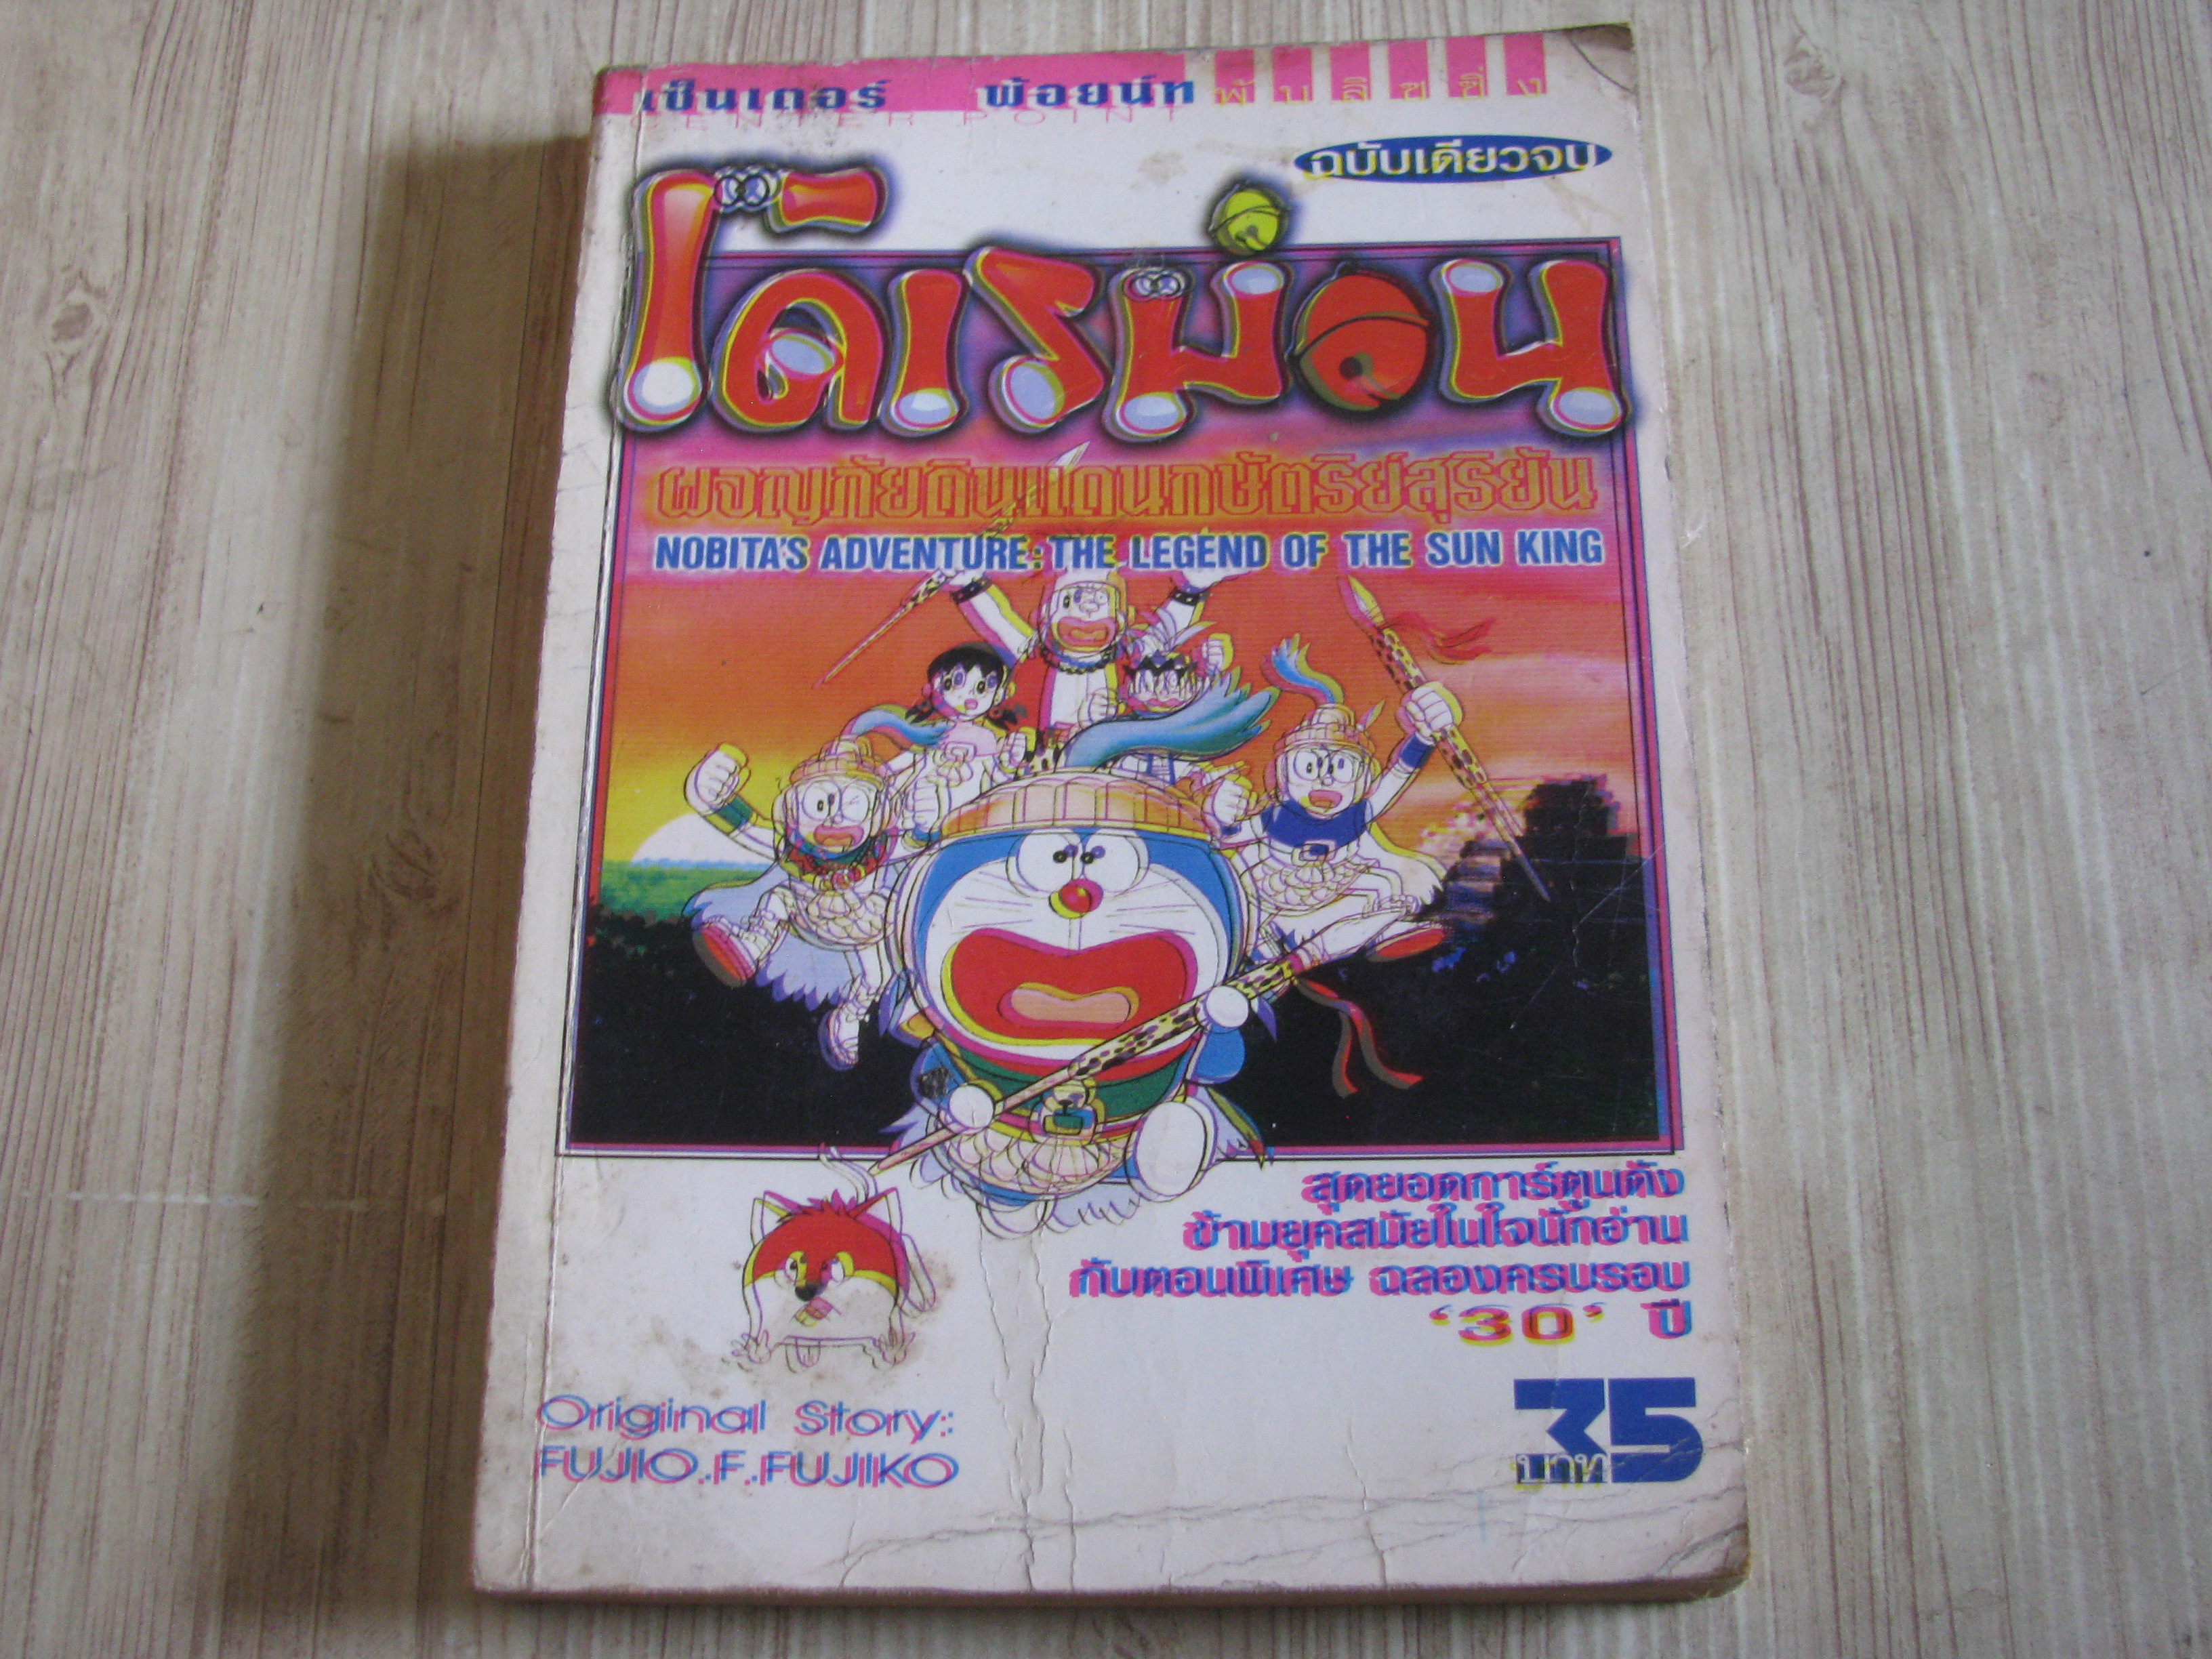 เซ็นเตอร์ พ้อยน์ท พับลิชชิ่ง
CENTER POINT
ฉบับเดียวจบ
โดเรม่อน
ผจญภัยดินแดนกษัตริย์สุริยัน
NOBITA'S ADVENTURE: THE LEGEND OF THE SUN KING
สุดยอดการ์ตูนดัง
ข้ามยุคสมัยในใจนักอ่าน
กับตอนพิเศษ ฉลองครบรอบ
'30' ปี
Original Story:
FUJIO.F.FUJIKO
35
บาท